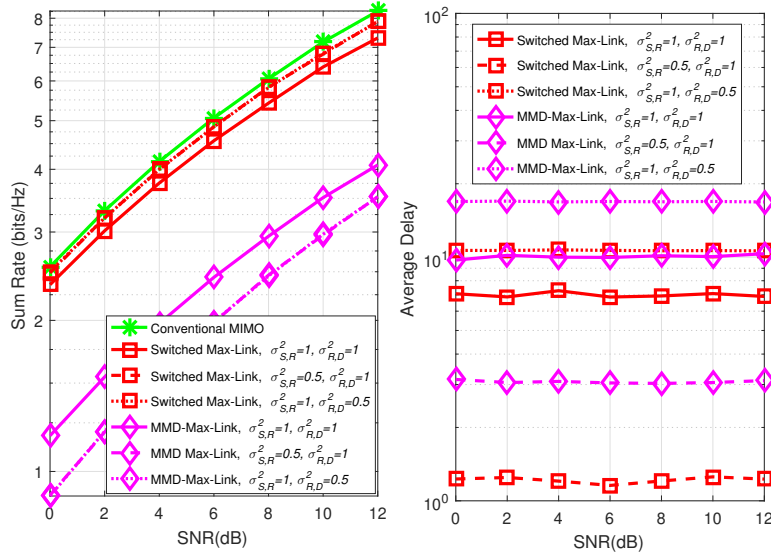 8
7
6
5
4
3
2
1
Sum Rate (bits/Hz)
Conventional MIMO
Switched Max-Link, σ²S,R=1, σ²R,D=1
Switched Max-Link, σ²S,R=0.5, σ²R,D=1
Switched Max-Link, σ²S,R=1, σ²R,D=0.5
MMD-Max-Link, σ²S,R=1, σ²R,D=1
MMD Max-Link, σ²S,R=0.5, σ²R,D=1
MMD-Max-Link, σ²S,R=1, σ²R,D=0.5
0 2 4 6 8 10 12
SNR(dB)
10²
10¹
10⁰
Average Delay
Switched Max-Link, σ²S,R=1, σ²R,D=1
Switched Max-Link, σ²S,R=0.5, σ²R,D=1
Switched Max-Link, σ²S,R=1, σ²R,D=0.5
MMD-Max-Link, σ²S,R=1, σ²R,D=1
MMD Max-Link, σ²S,R=0.5, σ²R,D=1
MMD-Max-Link, σ²S,R=1, σ²R,D=0.5
0 2 4 6 8 10 12
SNR(dB)